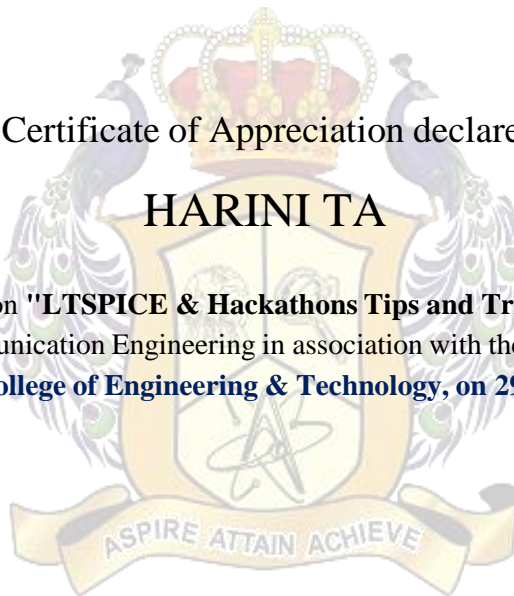 Certificate of Appreciation declare
HARINI TA
on "LTSPICE & Hackathons Tips and Tr
unication Engineering in association with the
ollege of Engineering & Technology, on 29
ASPIRE ATTAIN ACHIEVE